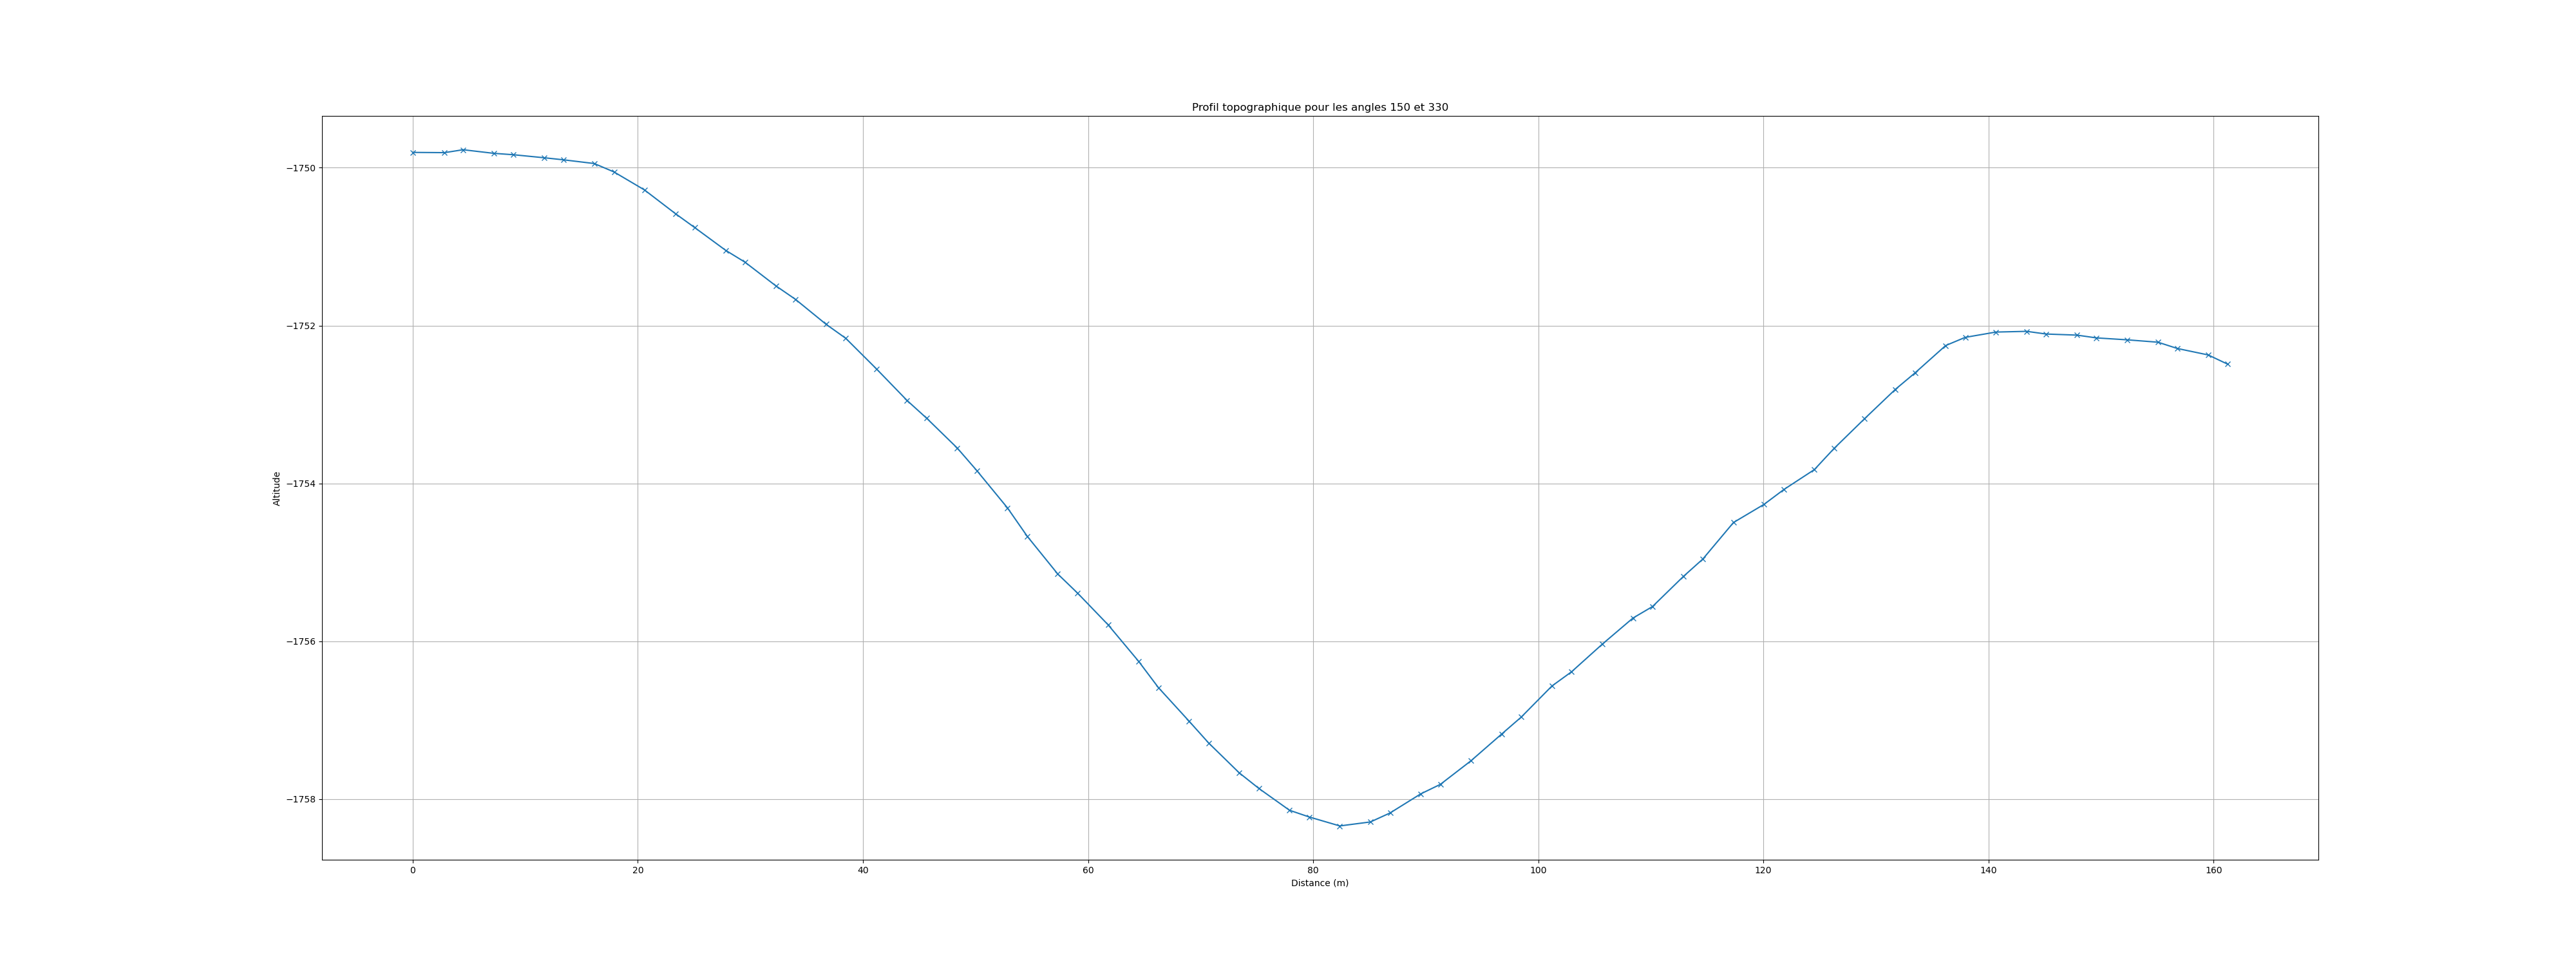 Profil topographique pour les angles 150 et 330
−1750
−1752
−1754
−1756
−1758
Altitude
0 20 40 60 80 100 120 140 160
Distance (m)